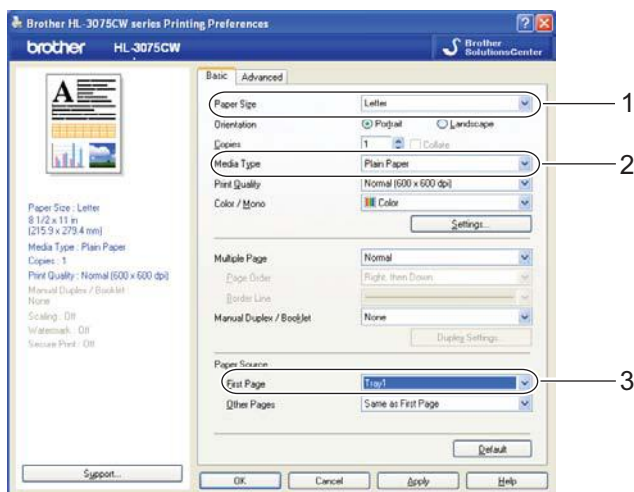 Brother HL-3075CW series Printing Preferences
brother HL-3075CW
Brother
SolutionsCenter
Basic Advanced
Paper Size Letter 1
Orientation Portrait Landscape
Copies 1 Collate
Media Type Plain Paper 2
Print Quality Normal (600 x 600 dpi)
Color / Mono Color
Settings...
Paper Size : Letter
8 1/2 x 11 in
(215.9 x 279.4 mm)
Media Type : Plain Paper
Copies : 1
Print Quality : Normal (600 x 600 dpi)
Manual Duplex / Booklet :
None
Scaling : Off
Watermark : Off
Secure Print : Off
Multiple Page Normal
Page Order Right, then Down
Border Line
Manual Duplex / Booklet None
Duplex Settings...
Paper Source
First Page Tray1 3
Other Pages Same as First Page
Default
Support...
OK Cancel Apply Help